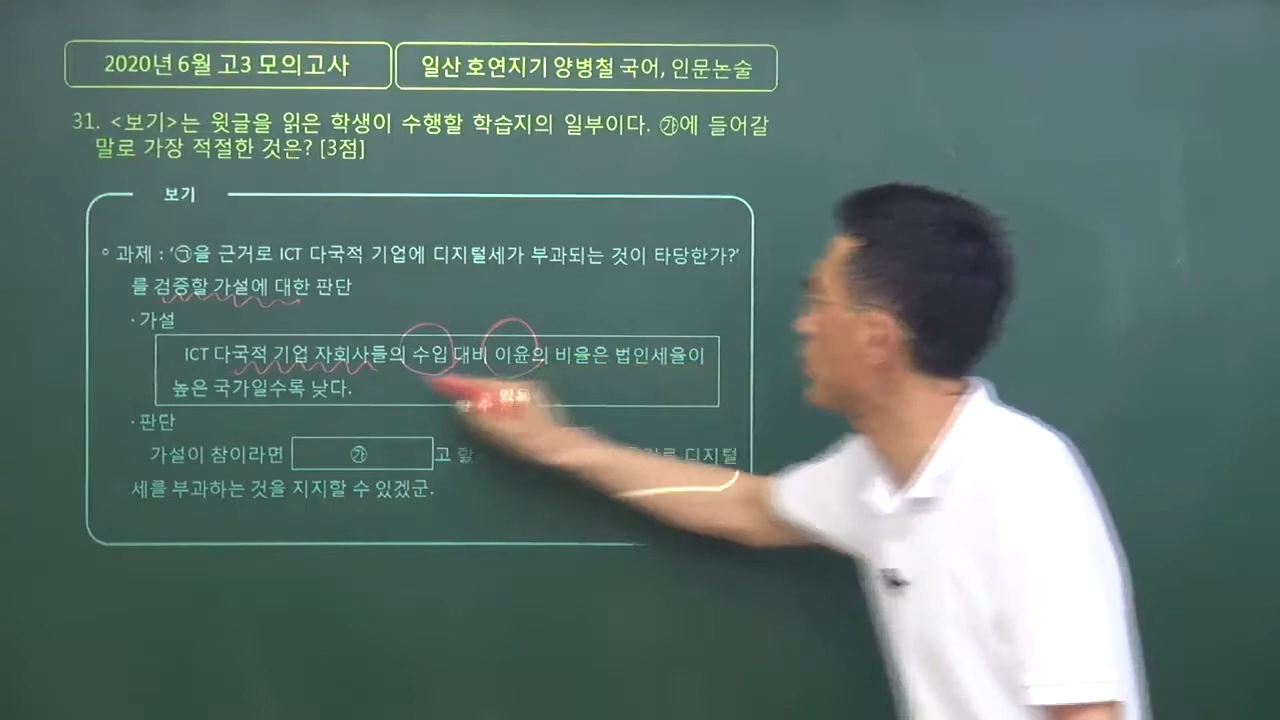 2020년 6월 고3 모의고사
일산 호연지기 양병철 국어, 인문논술
31. <보기>는 윗글을 읽은 학생이 수행할 학습지의 일부이다. ㉮에 들어갈
말로 가장 적절한 것은? [3점]
보기
∘ 과제 : ‘㉠을 근거로 ICT 다국적 기업에 디지털세가 부과되는 것이 타당한가?’
를 검증할 가설에 대한 판단
· 가설
ICT 다국적 기업 자회사들의 수입 대비 이윤의 비율은 법인세율이
높은 국가일수록 낮다.
· 판단
가설이 참이라면 ㉮ 고 할 디지털
세를 부과하는 것을 지지할 수 있겠군.